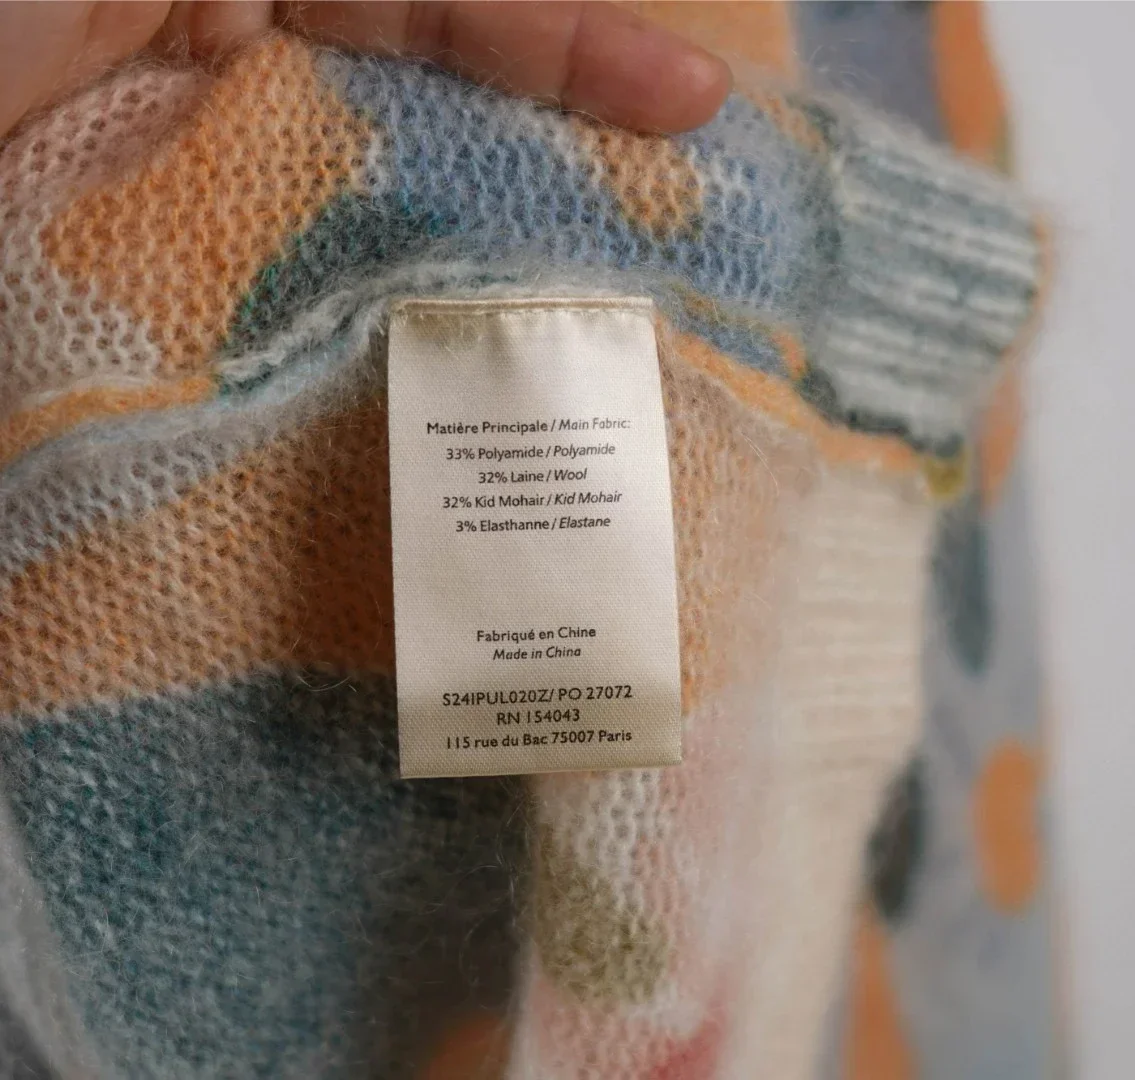 Matière Principale / Main Fabric:
33% Polyamide / Polyamide
32% Laine / Wool
32% Kid Mohair / Kid Mohair
3% Elasthanne / Elastane
Fabriqué en Chine
Made in China
S24IPUL020Z/ PO 27072
RN 154043
115 rue du Bac 75007 Paris